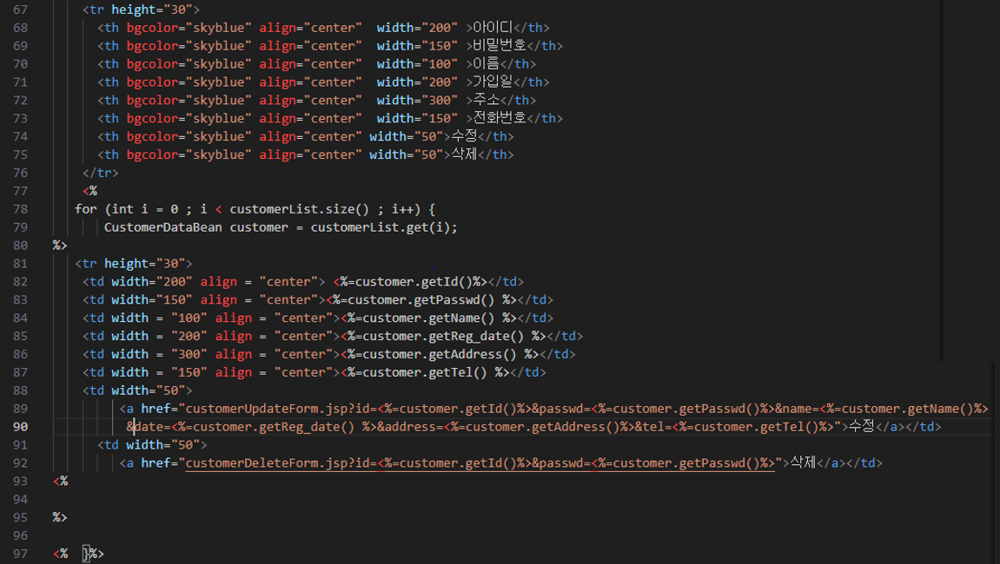 67 <tr height="30">
68 <th bgcolor="skyblue" align="center"  width="200" >아이디</th>
69 <th bgcolor="skyblue" align="center"  width="150" >비밀번호</th>
70 <th bgcolor="skyblue" align="center"  width="100" >이름</th>
71 <th bgcolor="skyblue" align="center"  width="200" >가입일</th>
72 <th bgcolor="skyblue" align="center"  width="300" >주소</th>
73 <th bgcolor="skyblue" align="center"  width="150" >전화번호</th>
74 <th bgcolor="skyblue" align="center" width="50">수정</th>
75 <th bgcolor="skyblue" align="center" width="50">삭제</th>
76 </tr>
77 <%
78 for (int i = 0 ; i < customerList.size() ; i++) {
79 CustomerDataBean customer = customerList.get(i);
80 %>
81 <tr height="30">
82 <td width="200" align = "center"> <%=customer.getId()%></td>
83 <td width="150" align = "center"><%=customer.getPasswd() %></td>
84 <td width = "100" align = "center"><%=customer.getName() %></td>
85 <td width = "200" align = "center"><%=customer.getReg_date() %></td>
86 <td width = "300" align = "center"><%=customer.getAddress() %></td>
87 <td width = "150" align = "center"><%=customer.getTel() %></td>
88 <td width="50">
89 <a href="customerUpdateForm.jsp?id=<%=customer.getId()%>&passwd=<%=customer.getPasswd()%>&name=<%=customer.getName()%>
90 &date=<%=customer.getReg_date() %>&address=<%=customer.getAddress()%>&tel=<%=customer.getTel()%>">수정</a></td>
91 <td width="50">
92 <a href="customerDeleteForm.jsp?id=<%=customer.getId()%>&passwd=<%=customer.getPasswd()%>">삭제</a></td>
93 <%
94
95 %>
96
97 <%  }%>